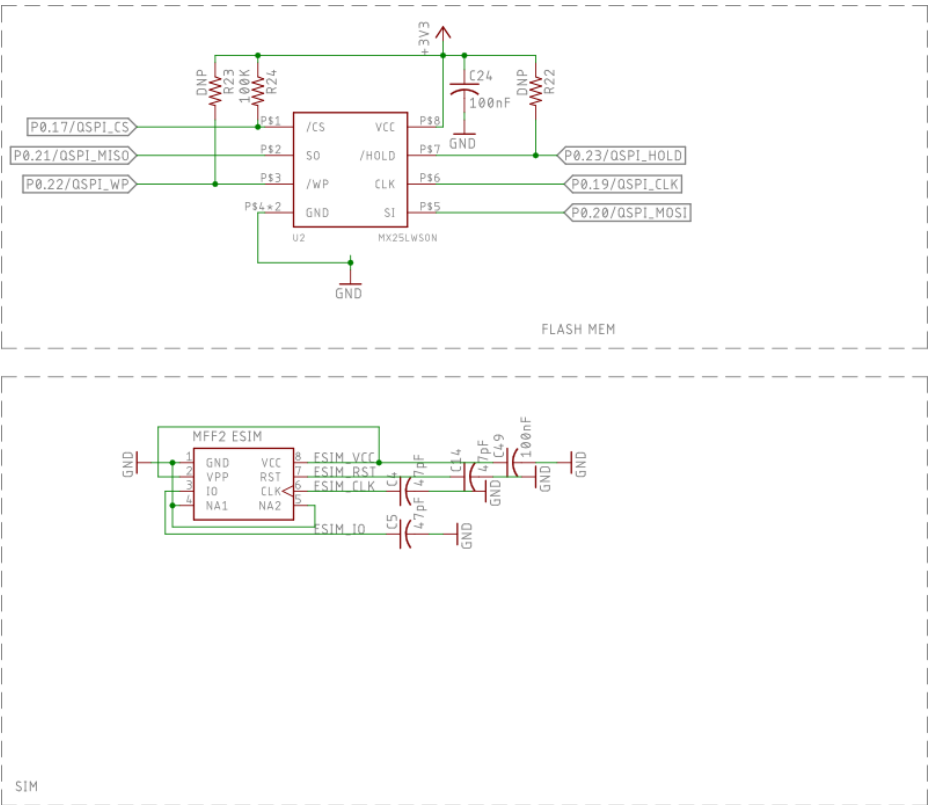 +3V3
DNP
R23
100K
R24
C24
100nF
DNP
R22
GND
P0.17/QSPI_CS
P$1
/CS
VCC
P$8
P0.21/QSPI_MISO
P$2
SO
/HOLD
P$7
P0.23/QSPI_HOLD
P0.22/QSPI_WP
P$3
/WP
CLK
P$6
P0.19/QSPI_CLK
P$4*2
GND
SI
P$5
P0.20/QSPI_MOSI
U2
MX25LWSON
GND
FLASH MEM
MFF2 ESIM
GND
1
GND
VCC
8
ESIM_VCC
2
VPP
RST
7
ESIM_RST
3
IO
CLK
6
ESIM_CLK
4
NA1
NA2
5
ESIM_IO
47pF
C14
47pF
C49
100nF
GND
GND
GND
C5
47pF
GND
SIM